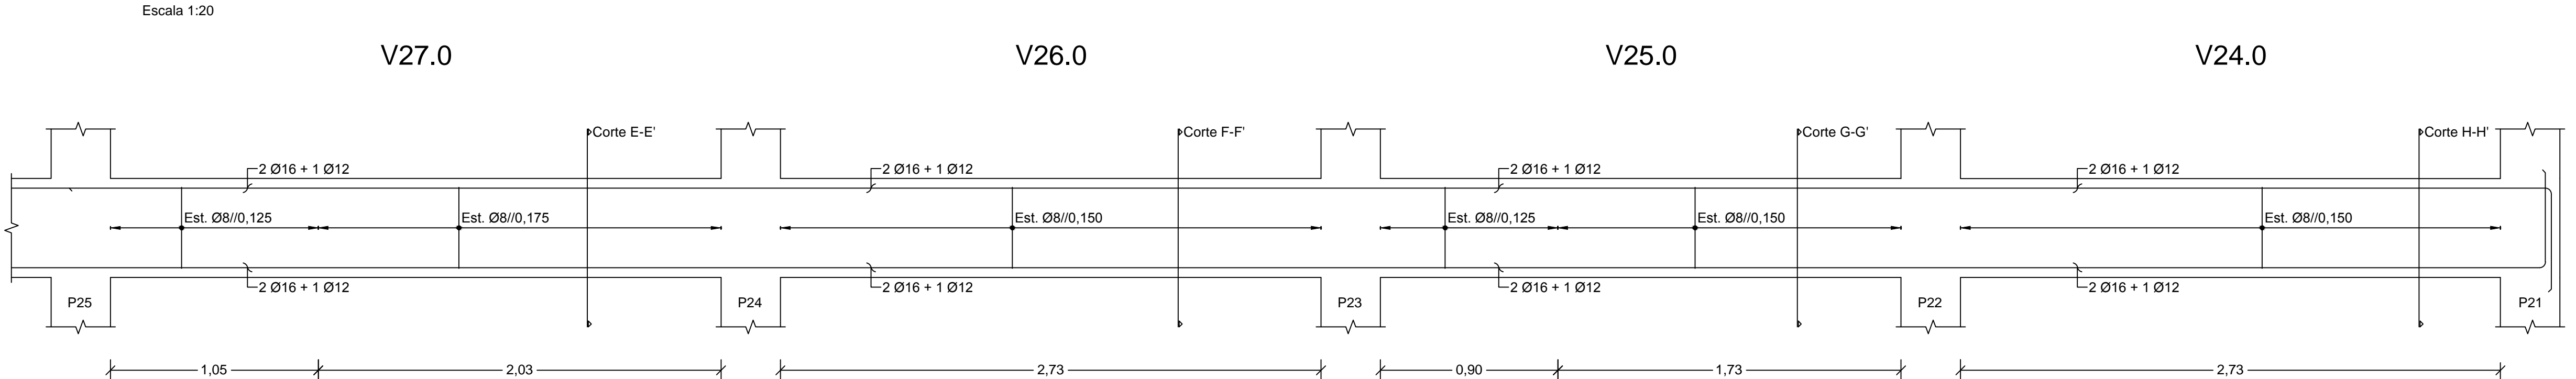 Escala 1:20
V27.0 V26.0 V25.0 V24.0
Corte E-E' Corte F-F' Corte G-G' Corte H-H'
2 Ø16 + 1 Ø12 2 Ø16 + 1 Ø12 2 Ø16 + 1 Ø12 2 Ø16 + 1 Ø12
Est. Ø8//0,125 Est. Ø8//0,175 Est. Ø8//0,150 Est. Ø8//0,125 Est. Ø8//0,150 Est. Ø8//0,150
2 Ø16 + 1 Ø12 2 Ø16 + 1 Ø12 2 Ø16 + 1 Ø12 2 Ø16 + 1 Ø12
P25 P24 P23 P22 P21
1,05 2,03 2,73 0,90 1,73 2,73